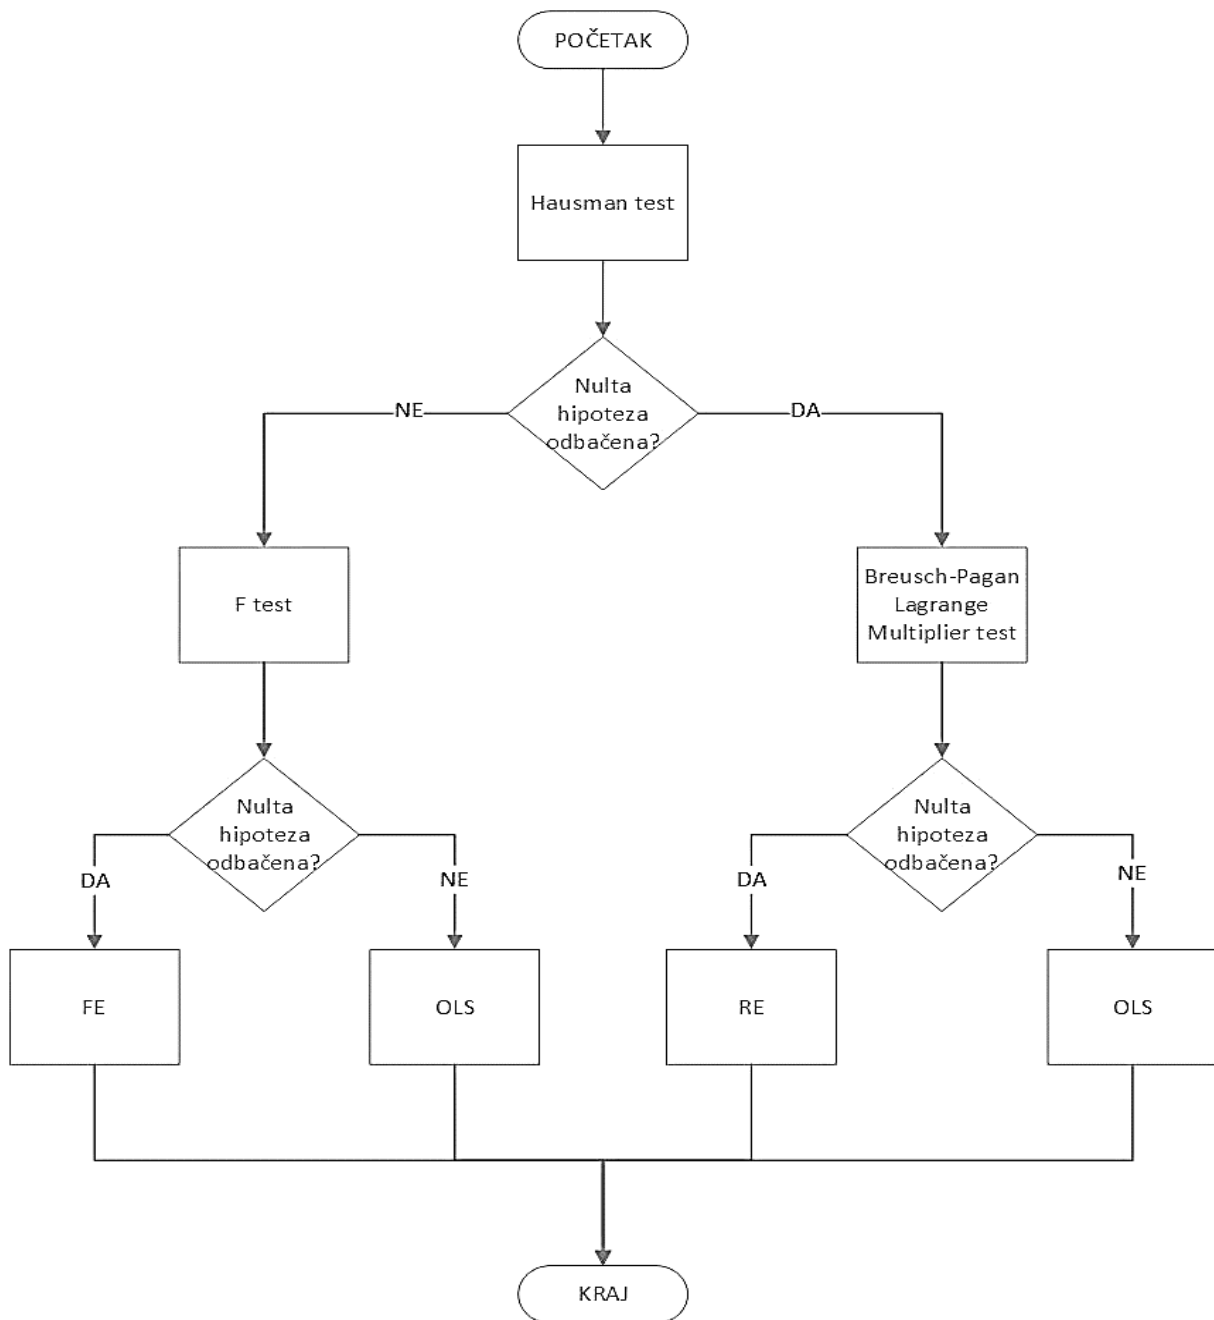 POČETAK
Hausman test
Nulta
hipoteza
odbačena?
NE
DA
F test
Breusch-Pagan
Lagrange
Multiplier test
Nulta
hipoteza
odbačena?
DA
NE
Nulta
hipoteza
odbačena?
DA
NE
FE
OLS
RE
OLS
KRAJ